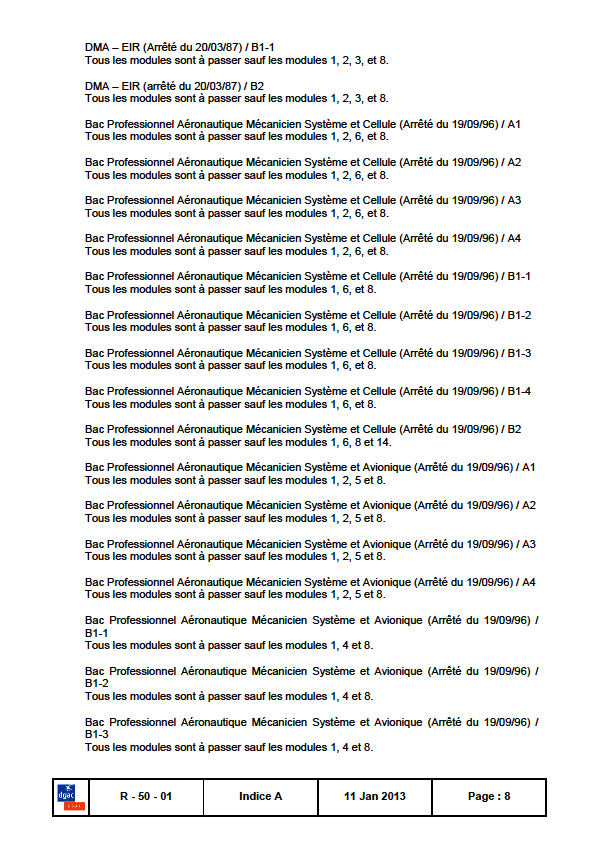 DMA – EIR (Arrêté du 20/03/87) / B1-1
Tous les modules sont à passer sauf les modules 1, 2, 3, et 8.
DMA – EIR (arrêté du 20/03/87) / B2
Tous les modules sont à passer sauf les modules 1, 2, 3, et 8.
Bac Professionnel Aéronautique Mécanicien Système et Cellule (Arrêté du 19/09/96) / A1
Tous les modules sont à passer sauf les modules 1, 2, 6, et 8.
Bac Professionnel Aéronautique Mécanicien Système et Cellule (Arrêté du 19/09/96) / A2
Tous les modules sont à passer sauf les modules 1, 2, 6, et 8.
Bac Professionnel Aéronautique Mécanicien Système et Cellule (Arrêté du 19/09/96) / A3
Tous les modules sont à passer sauf les modules 1, 2, 6, et 8.
Bac Professionnel Aéronautique Mécanicien Système et Cellule (Arrêté du 19/09/96) / A4
Tous les modules sont à passer sauf les modules 1, 2, 6, et 8.
Bac Professionnel Aéronautique Mécanicien Système et Cellule (Arrêté du 19/09/96) / B1-1
Tous les modules sont à passer sauf les modules 1, 6, et 8.
Bac Professionnel Aéronautique Mécanicien Système et Cellule (Arrêté du 19/09/96) / B1-2
Tous les modules sont à passer sauf les modules 1, 6, et 8.
Bac Professionnel Aéronautique Mécanicien Système et Cellule (Arrêté du 19/09/96) / B1-3
Tous les modules sont à passer sauf les modules 1, 6, et 8.
Bac Professionnel Aéronautique Mécanicien Système et Cellule (Arrêté du 19/09/96) / B1-4
Tous les modules sont à passer sauf les modules 1, 6, et 8.
Bac Professionnel Aéronautique Mécanicien Système et Cellule (Arrêté du 19/09/96) / B2
Tous les modules sont à passer sauf les modules 1, 6, 8 et 14.
Bac Professionnel Aéronautique Mécanicien Système et Avionique (Arrêté du 19/09/96) / A1
Tous les modules sont à passer sauf les modules 1, 2, 5 et 8.
Bac Professionnel Aéronautique Mécanicien Système et Avionique (Arrêté du 19/09/96) / A2
Tous les modules sont à passer sauf les modules 1, 2, 5 et 8.
Bac Professionnel Aéronautique Mécanicien Système et Avionique (Arrêté du 19/09/96) / A3
Tous les modules sont à passer sauf les modules 1, 2, 5 et 8.
Bac Professionnel Aéronautique Mécanicien Système et Avionique (Arrêté du 19/09/96) / A4
Tous les modules sont à passer sauf les modules 1, 2, 5 et 8.
Bac Professionnel Aéronautique Mécanicien Système et Avionique (Arrêté du 19/09/96) /
B1-1
Tous les modules sont à passer sauf les modules 1, 4 et 8.
Bac Professionnel Aéronautique Mécanicien Système et Avionique (Arrêté du 19/09/96) /
B1-2
Tous les modules sont à passer sauf les modules 1, 4 et 8.
Bac Professionnel Aéronautique Mécanicien Système et Avionique (Arrêté du 19/09/96) /
B1-3
Tous les modules sont à passer sauf les modules 1, 4 et 8.
dgac
R - 50 - 01 Indice A 11 Jan 2013 Page : 8